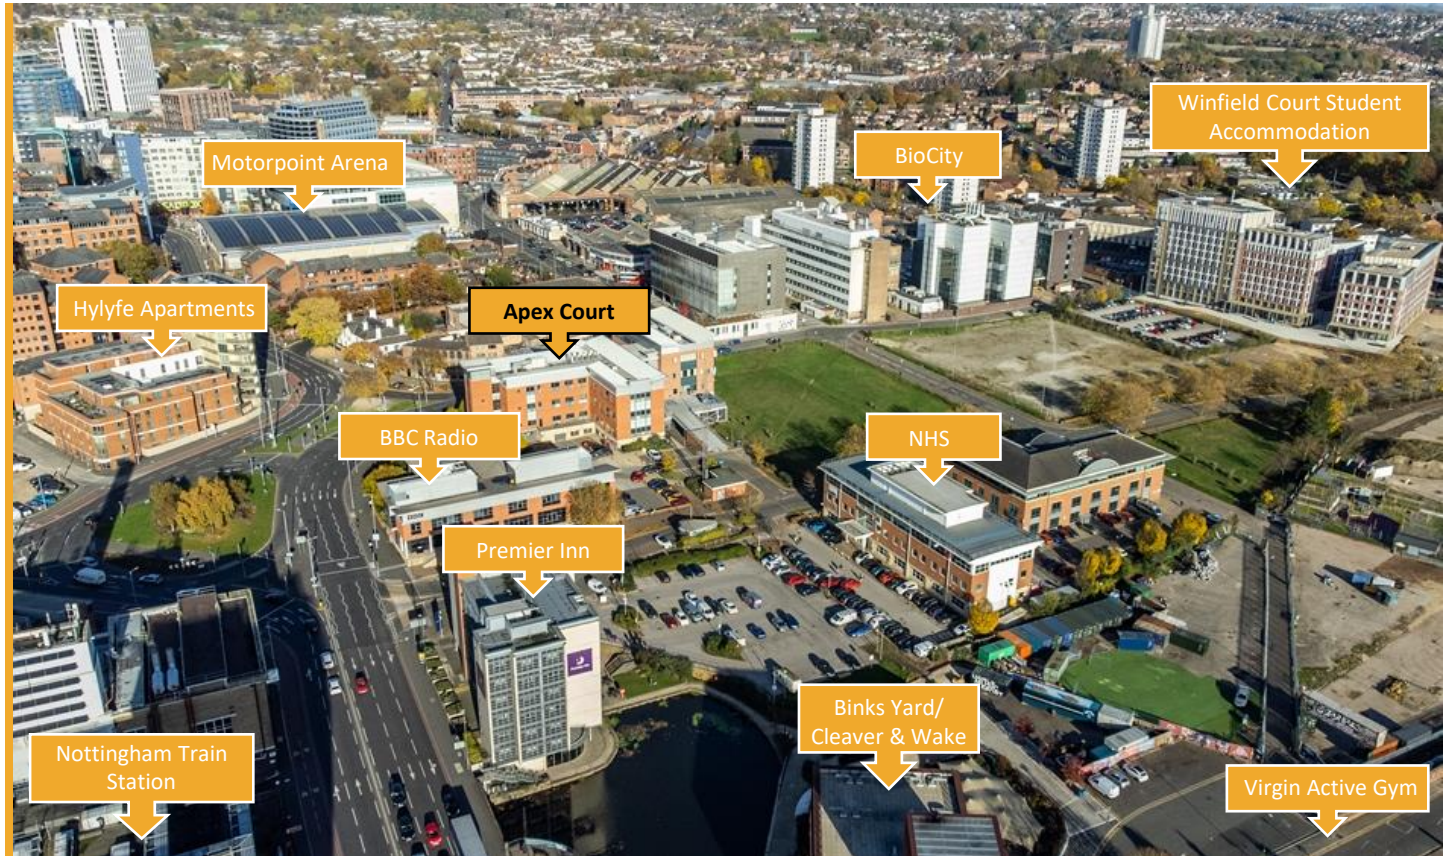 Winfield Court Student
Accommodation
Motorpoint Arena
BioCity
Hylyfe Apartments
Apex Court
BBC Radio
NHS
Premier Inn
Binks Yard/
Cleaver & Wake
Nottingham Train
Station
Virgin Active Gym